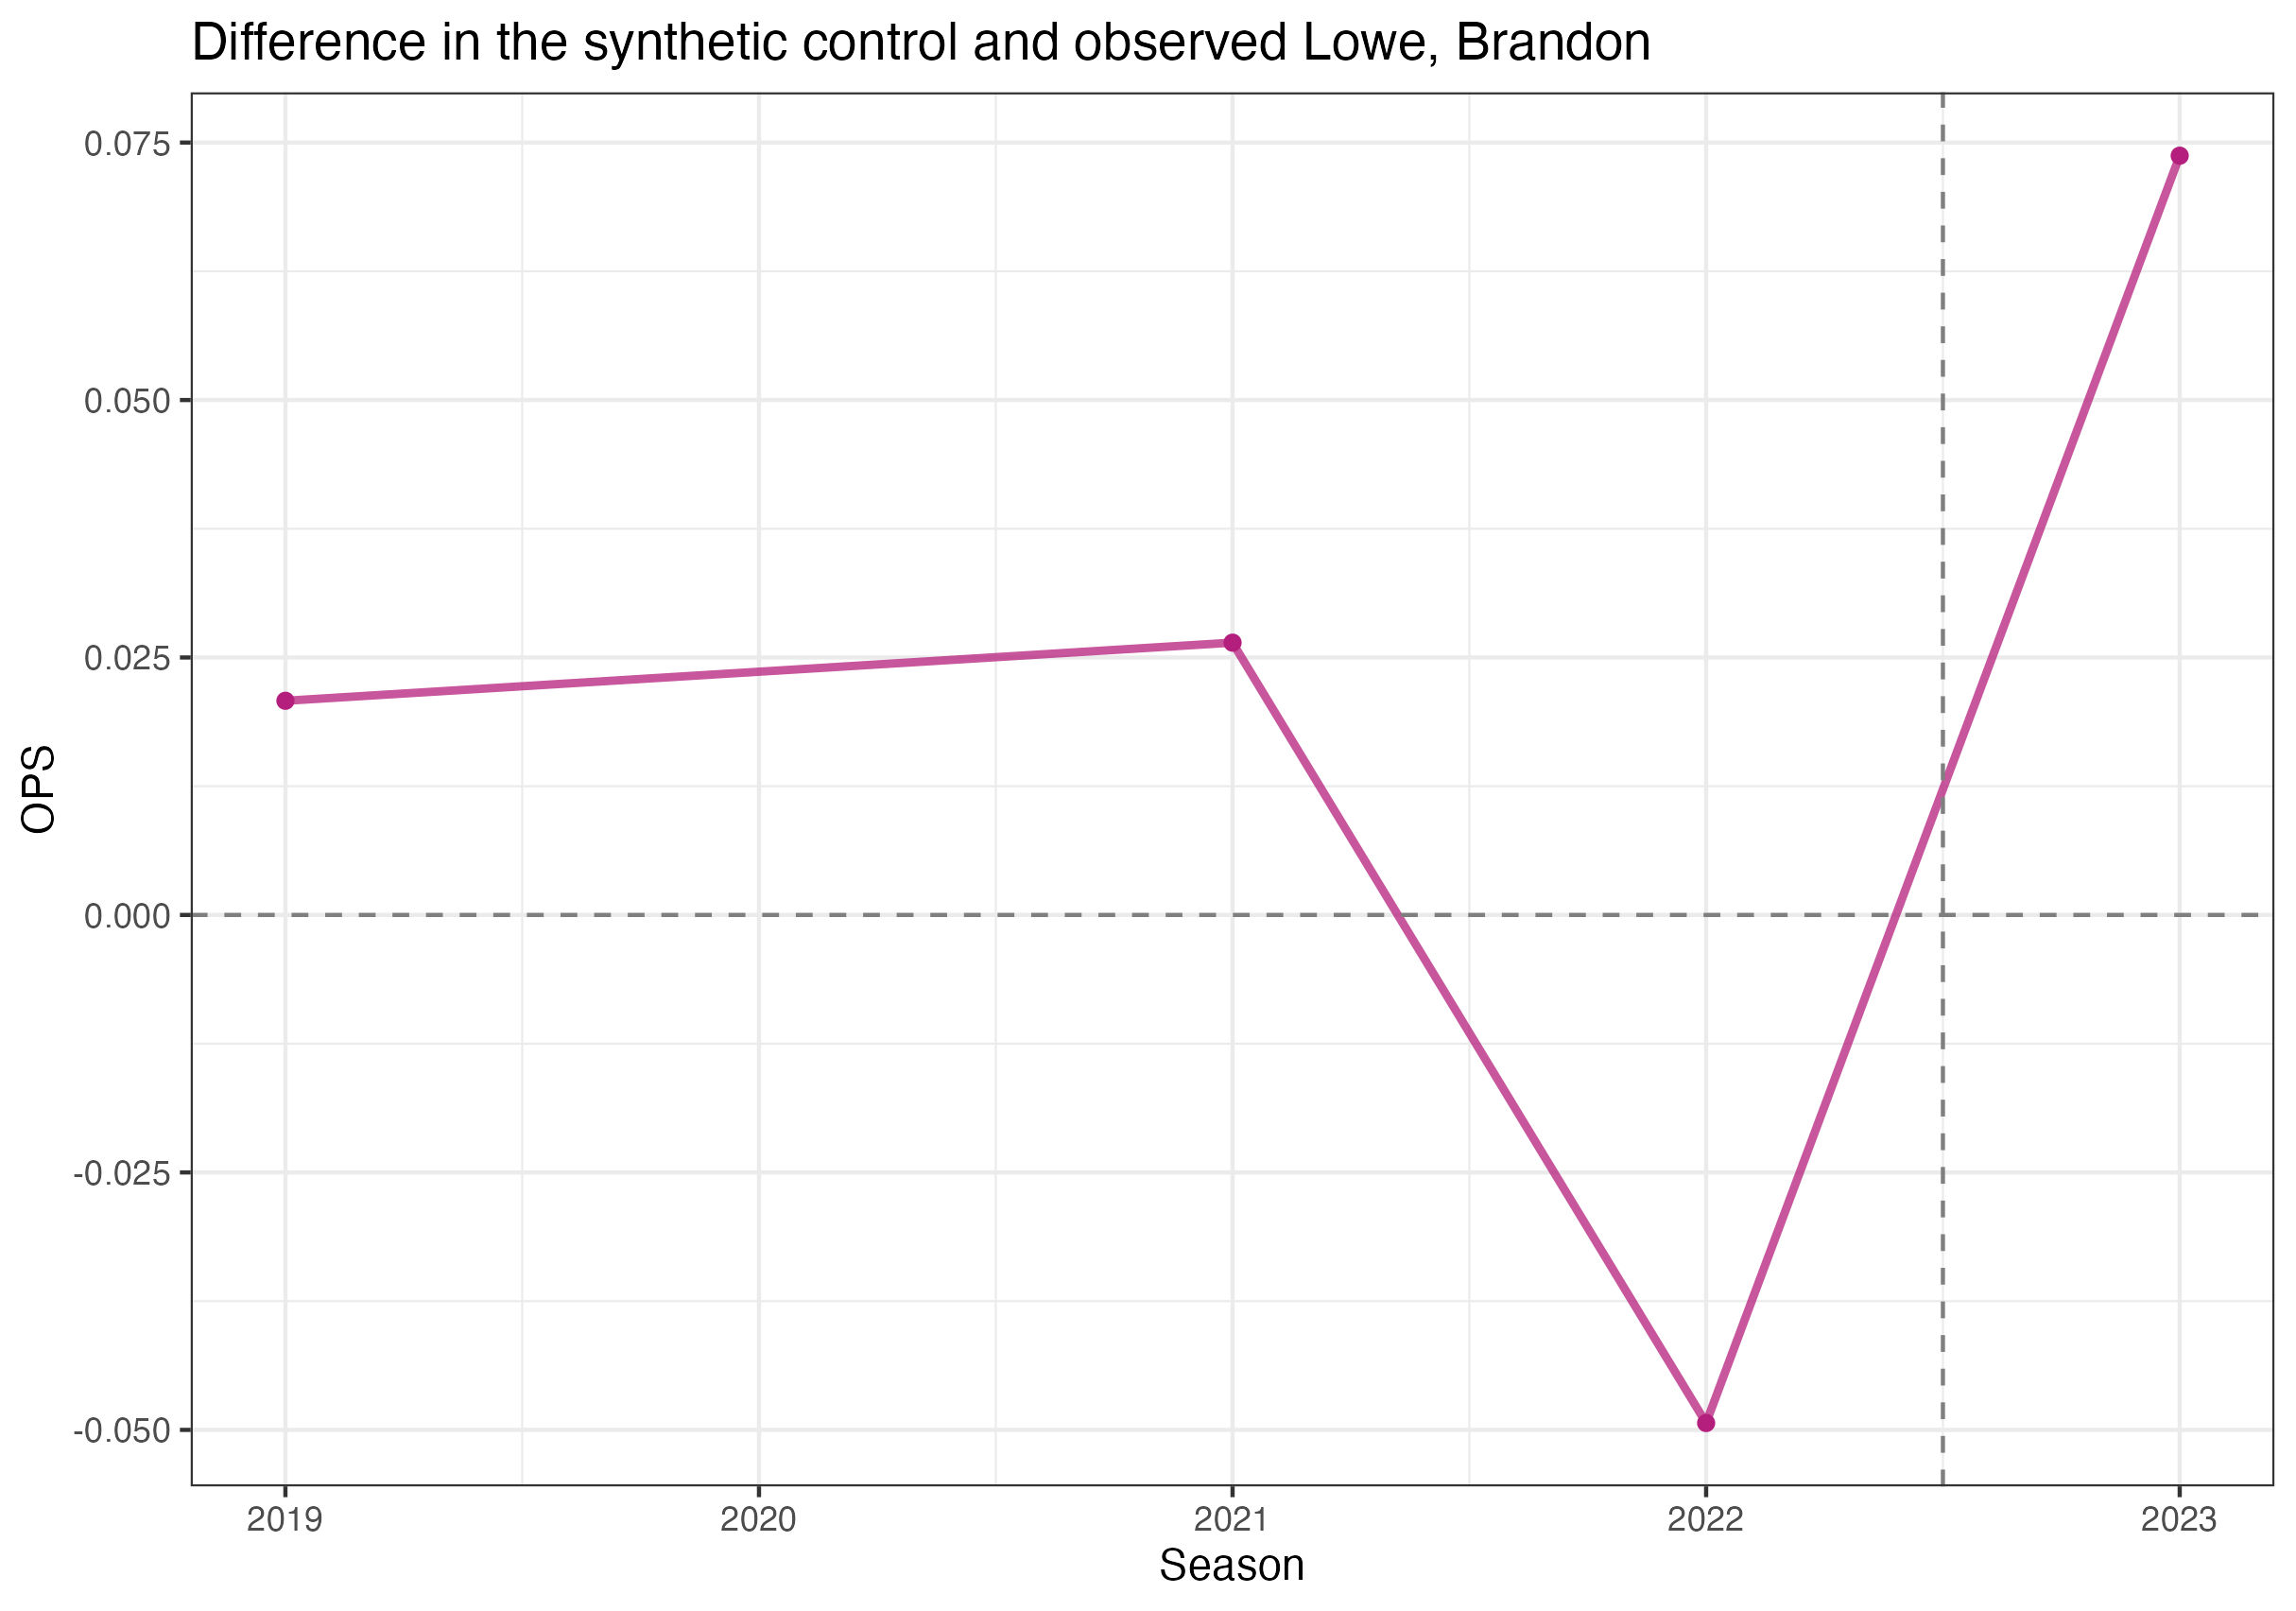 Difference in the synthetic control and observed Lowe, Brandon
0.075
0.050
0.025
0.000
-0.025
-0.050
OPS
2019 2020 2021 2022 2023
Season